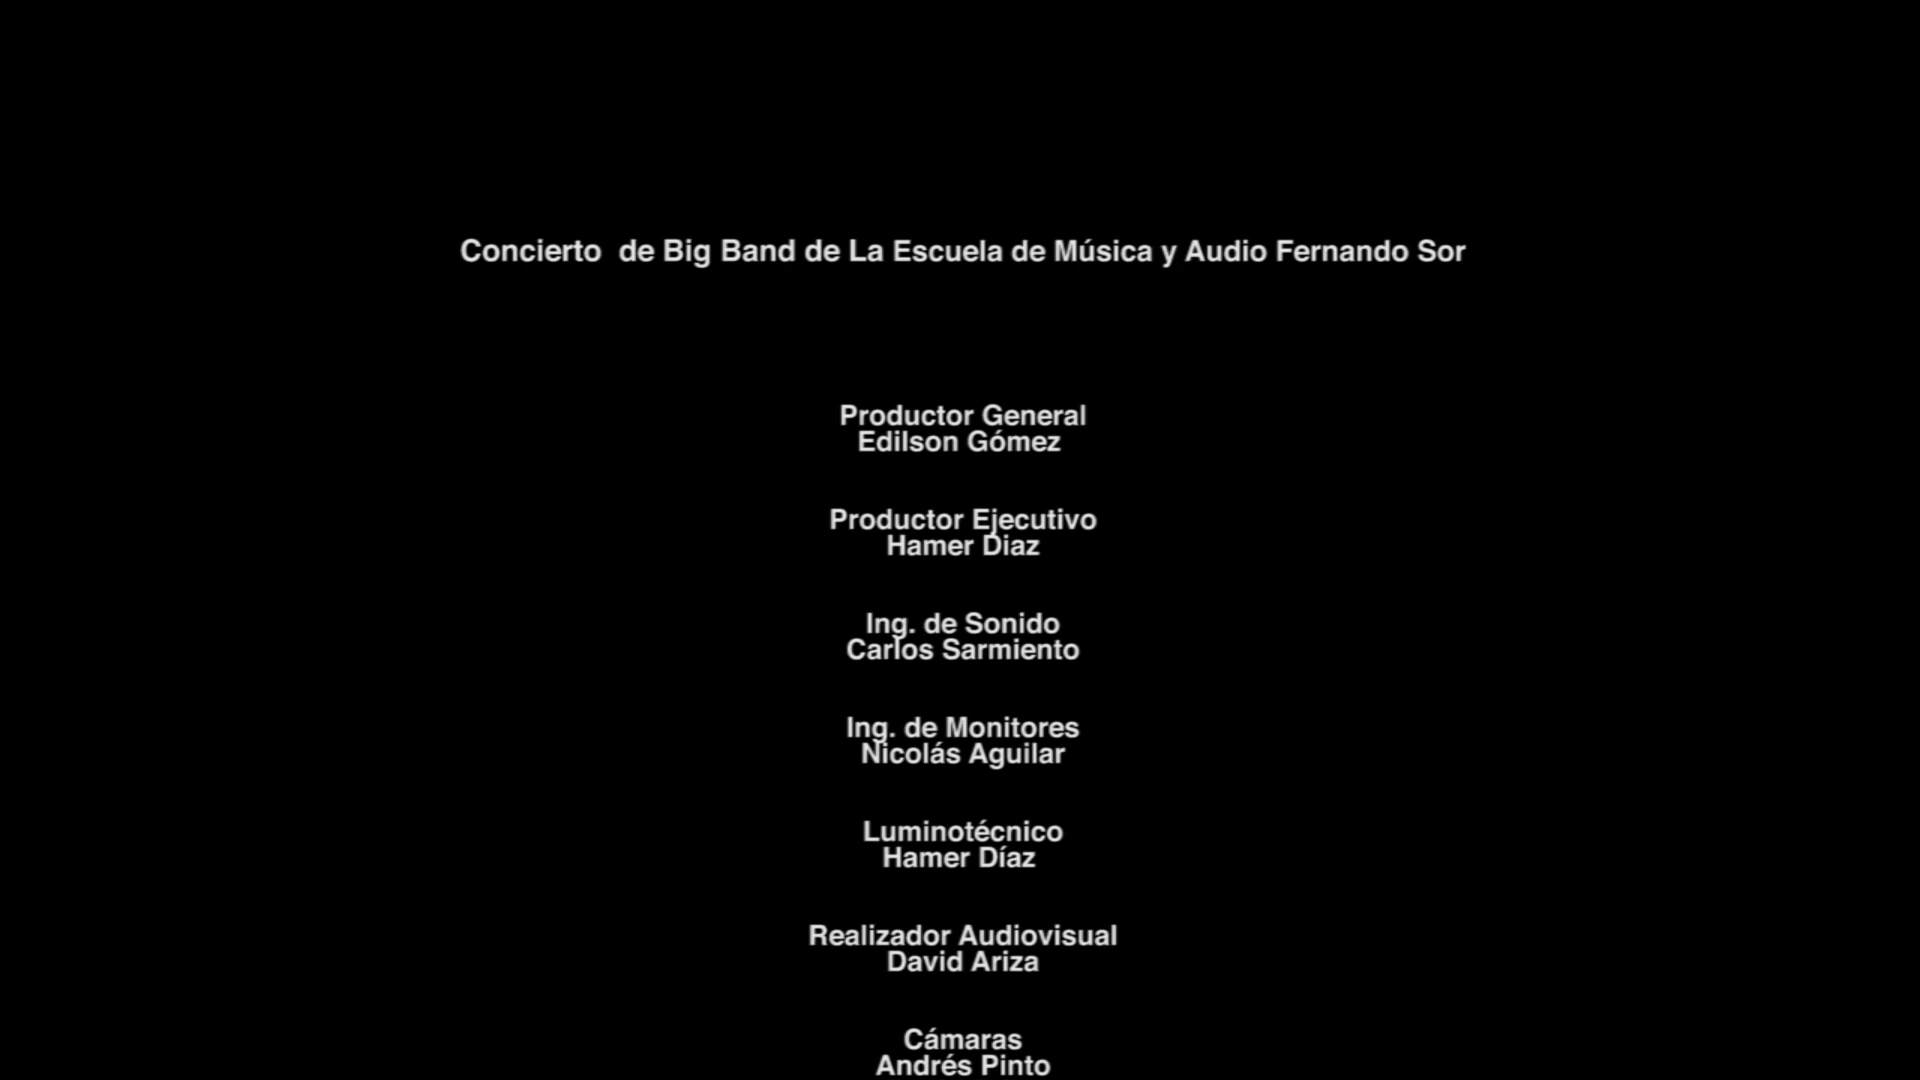 Concierto  de Big Band de La Escuela de Música y Audio Fernando Sor
Productor General
Edilson Gómez
Productor Ejecutivo
Hamer Diaz
Ing. de Sonido
Carlos Sarmiento
Ing. de Monitores
Nicolás Aguilar
Luminotécnico
Hamer Díaz
Realizador Audiovisual
David Ariza
Cámaras
Andrés Pinto